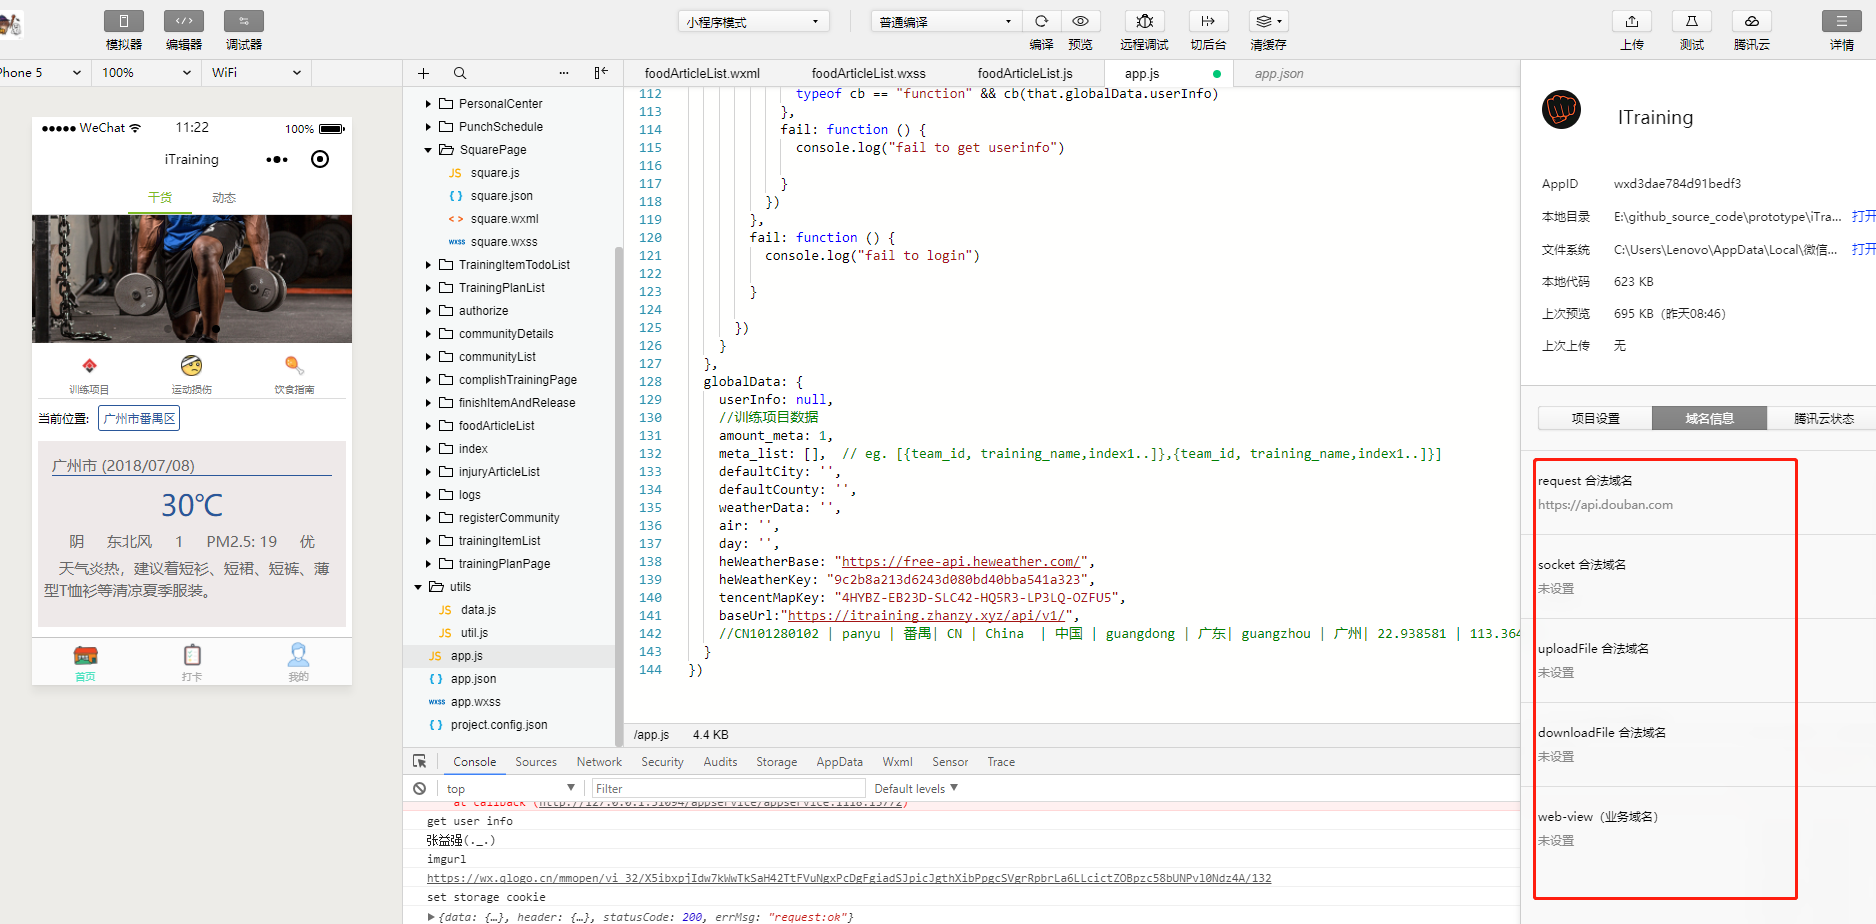 模拟器 编辑器 调试器 小程序模式 普通编译 编译 预览 远程调试 切后台 清缓存 上传 测试 腾讯云 详情
hone 5 100% WiFi
WeChat 11:22 100%
iTraining
干货 动态
训练项目 运动损伤 饮食指南
当前位置: 广州市番禺区
广州市 (2018/07/08)
30℃
阴 东北风 1 PM2.5: 19 优
天气炎热，建议着短衫、短裙、短裤、薄
型T恤衫等清凉夏季服装。
首页 打卡 我的
PersonalCenter
PunchSchedule
SquarePage
JS square.js
{ } square.json
< > square.wxml
wxss square.wxss
TrainingItemTodoList
TrainingPlanList
authorize
communityDetails
communityList
complishTrainingPage
finishItemAndRelease
foodArticleList
index
injuryArticleList
logs
registerCommunity
trainingItemList
trainingPlanPage
utils
JS data.js
JS util.js
JS app.js
{ } app.json
wxss app.wxss
{ } project.config.json
foodArticleList.wxml foodArticleList.wxss foodArticleList.js app.js app.json
112 typeof cb == "function" && cb(that.globalData.userInfo)
113 },
114 fail: function () {
115 console.log("fail to get userinfo")
116
117 }
118 })
119 },
120 fail: function () {
121 console.log("fail to login")
122
123 }
124
125 })
126 }
127 },
128 globalData: {
129 userInfo: null,
130 //训练项目数据
131 amount_meta: 1,
132 meta_list: [], // eg. [{team_id, training_name,index1..]},{team_id, training_name,index1..]}]
133 defaultCity: '',
134 defaultCounty: '',
135 weatherData: '',
136 air: '',
137 day: '',
138 heWeatherBase: "https://free-api.heweather.com/",
139 heWeatherKey: "9c2b8a213d6243d080bd40bba541a323",
140 tencentMapKey: "4HYBZ-EB23D-SLC42-HQ5R3-LP3LQ-OZFU5",
141 baseUrl:"https://itraining.zhanzy.xyz/api/v1/",
142 //CN101280102 | panyu | 番禺| CN | China | 中国 | guangdong | 广东| guangzhou | 广州| 22.938581 | 113.364
143 }
144 })
/app.js 4.4 KB
Console Sources Network Security Audits Storage AppData Wxml Sensor Trace
top Filter Default levels
at callback (http://127.0.0.1:31094/appservice/appservice:1118:15772)
get user info
张益强(._.)
imgurl
set storage cookie
{data: {…}, header: {…}, statusCode: 200, errMsg: "request:ok"}
ITraining
AppID wxd3dae784d91bedf3
本地目录 E:\github_source_code\prototype\iTra... 打开
文件系统 C:\Users\Lenovo\AppData\Local\微信... 打开
本地代码 623 KB
上次预览 695 KB (昨天08:46)
上次上传 无
项目设置 域名信息 腾讯云状态
request 合法域名
https://api.douban.com
socket 合法域名
未设置
uploadFile 合法域名
未设置
downloadFile 合法域名
未设置
web-view (业务域名)
未设置